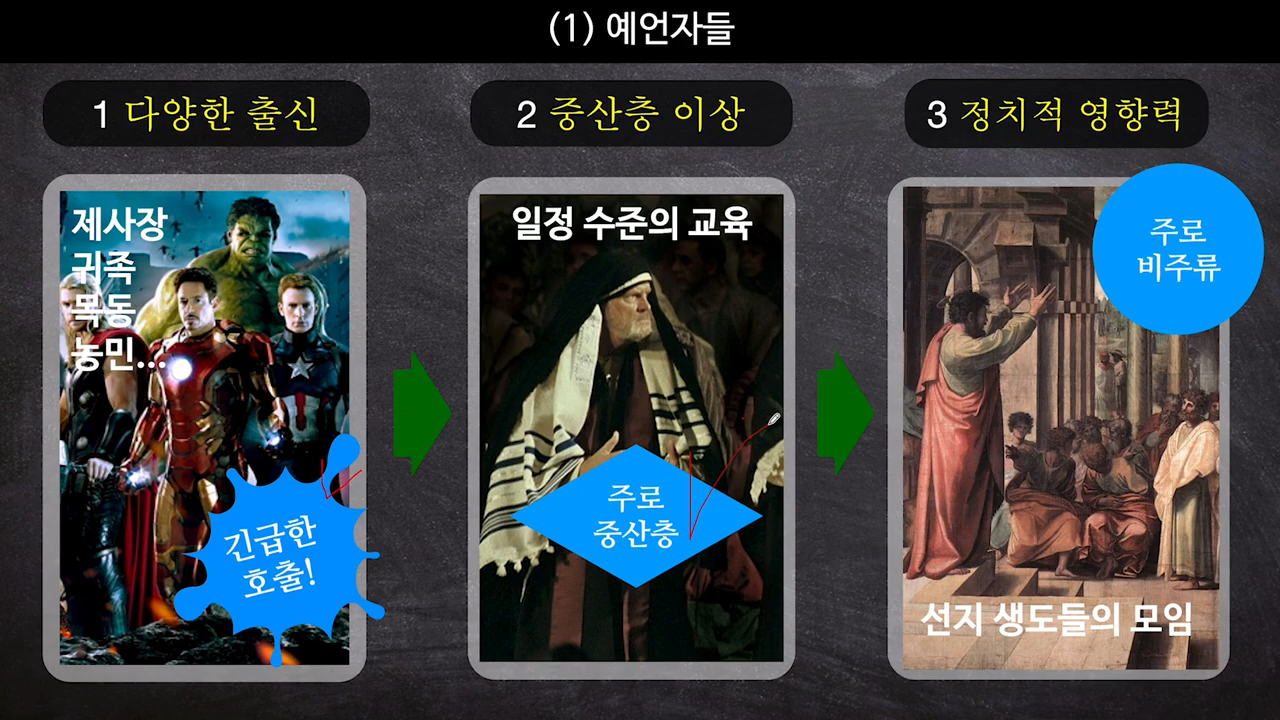 (1) 예언자들
1 다양한 출신
제사장
귀족
목동
농민...
긴급한
호출!
2 중산층 이상
일정 수준의 교육
주로
중산층
3 정치적 영향력
주로
비주류
선지 생도들의 모임